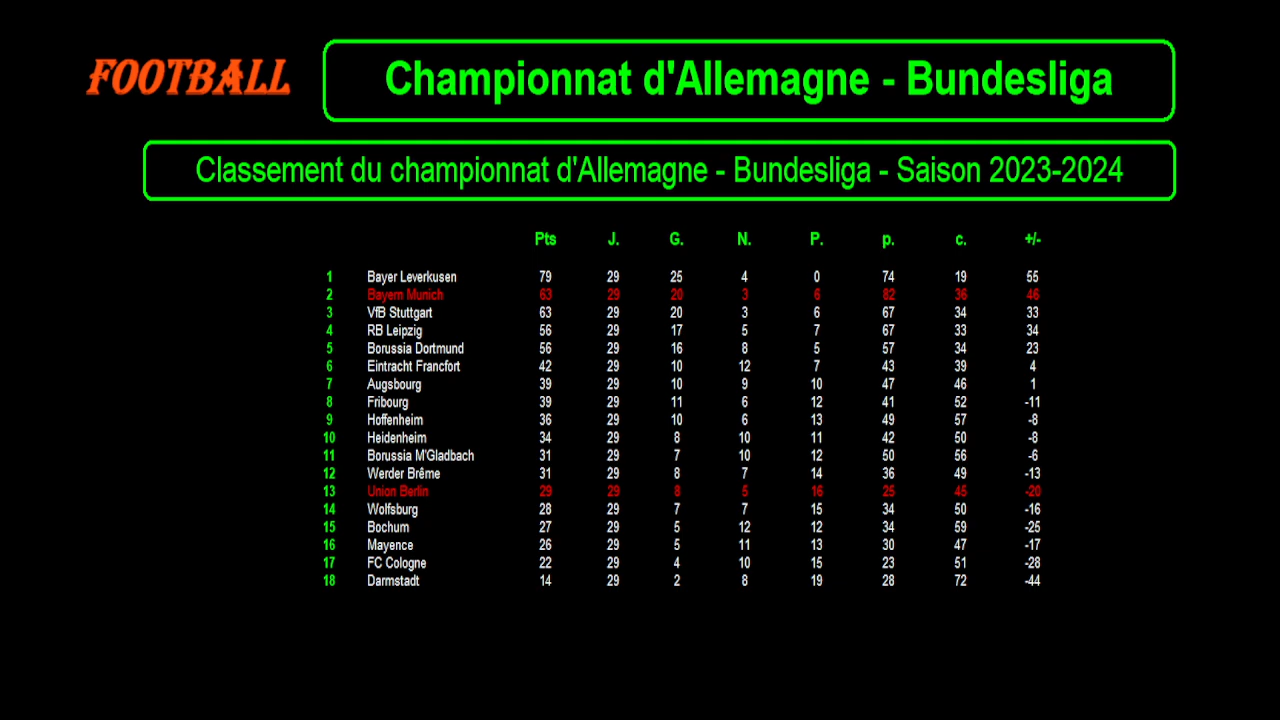 FOOTBALL
Championnat d'Allemagne - Bundesliga
Classement du championnat d'Allemagne - Bundesliga - Saison 2023-2024
Pts J. G. N. P. p. c. +/-
1 Bayer Leverkusen 79 29 25 4 0 74 19 55
2 Bayern Munich 63 29 20 3 6 82 36 46
3 VfB Stuttgart 63 29 20 3 6 67 34 33
4 RB Leipzig 56 29 17 5 7 67 33 34
5 Borussia Dortmund 56 29 16 8 5 57 34 23
6 Eintracht Francfort 42 29 10 12 7 43 39 4
7 Augsbourg 39 29 10 9 10 47 46 1
8 Fribourg 39 29 11 6 12 41 52 -11
9 Hoffenheim 36 29 10 6 13 49 57 -8
10 Heidenheim 34 29 8 10 11 42 50 -8
11 Borussia M'Gladbach 31 29 7 10 12 50 56 -6
12 Werder Brême 31 29 8 7 14 36 49 -13
13 Union Berlin 29 29 8 5 16 25 45 -20
14 Wolfsburg 28 29 7 7 15 34 50 -16
15 Bochum 27 29 5 12 12 34 59 -25
16 Mayence 26 29 5 11 13 30 47 -17
17 FC Cologne 22 29 4 10 15 23 51 -28
18 Darmstadt 14 29 2 8 19 28 72 -44